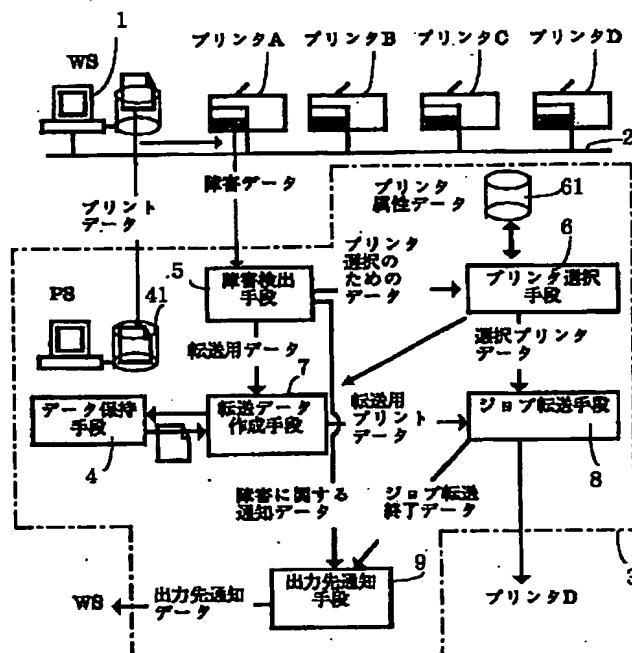 1
WS
プリンタA
プリンタB
プリンタC
プリンタD
2
障害データ
プリント
データ
プリンタ
属性データ
61
プリンタ
選択の
ための
データ
6
プリンタ選択
手段
5
障害検出
手段
PS
41
転送用データ
選択プリンタ
データ
7
データ保持
手段
4
転送データ
作成手段
転送用
プリント
データ
ジョブ転送手段
8
障害に関する
通知データ
ジョブ転送
終了データ
3
9
出力先通知
手段
WS
出力先通知
データ
プリンタD